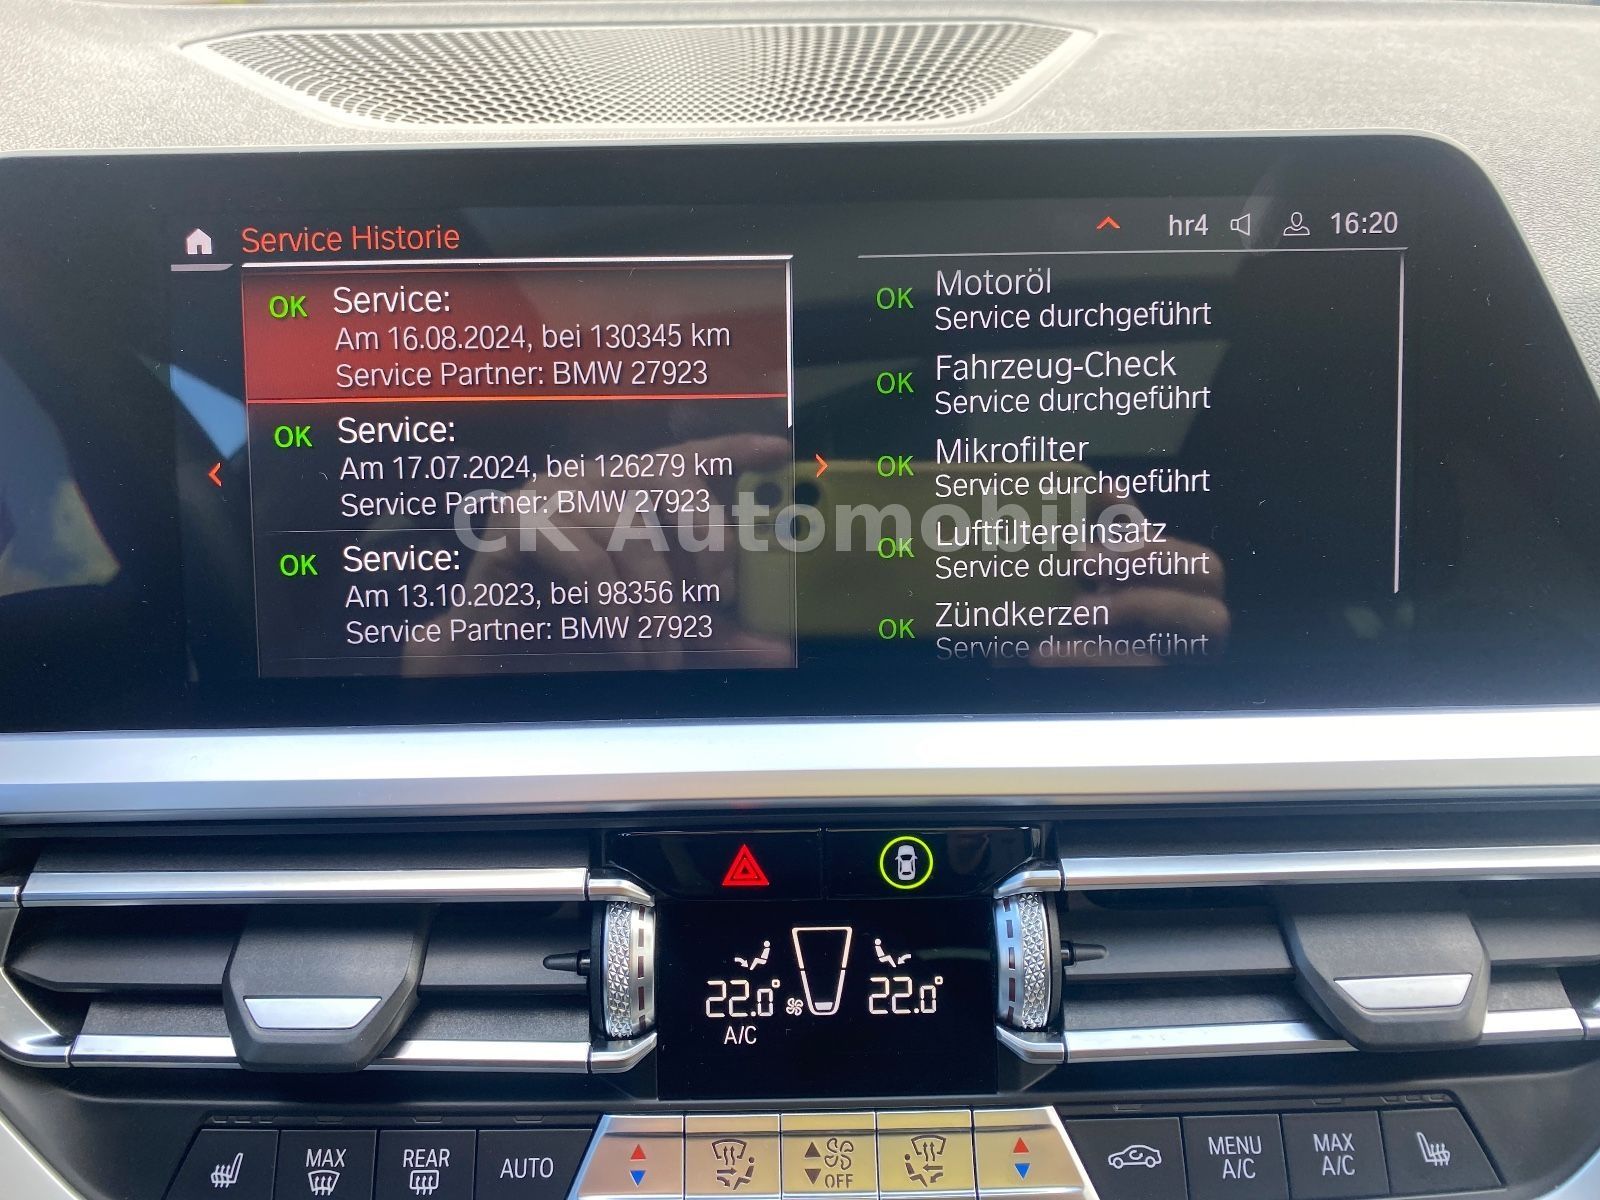 Service Historie
hr4 16:20
OK Service:
Am 16.08.2024, bei 130345 km
Service Partner: BMW 27923
OK Service:
Am 17.07.2024, bei 126279 km
Service Partner: BMW 27923
OK Service:
Am 13.10.2023, bei 98356 km
Service Partner: BMW 27923
OK Motoröl
Service durchgeführt
OK Fahrzeug-Check
Service durchgeführt
OK Mikrofilter
Service durchgeführt
OK Luftfiltereinsatz
Service durchgeführt
OK Zündkerzen
Service durchgeführt
CK Automobile
22.0° 22.0°
A/C
MAX
REAR
AUTO
OFF
MENU
A/C
MAX
A/C